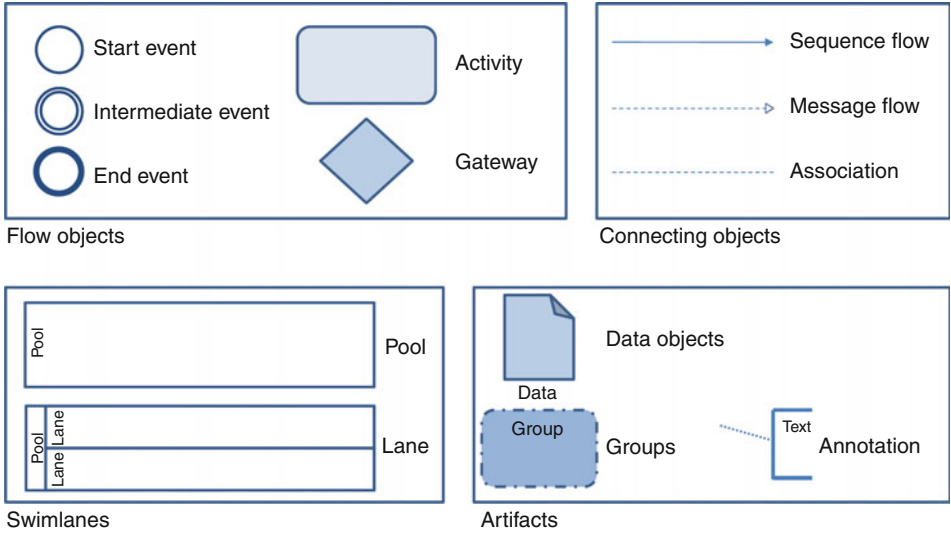 Start event
Intermediate event
End event
Activity
Gateway
Flow objects
Sequence flow
Message flow
Association
Connecting objects
Pool
Pool
Pool
Lane
Lane
Lane
Swimlanes
Data objects
Data
Group
Groups
Text
Annotation
Artifacts